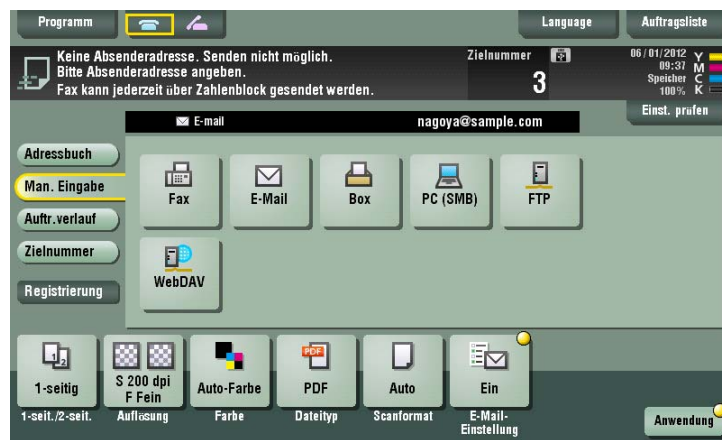 Programm
Language
Auftragsliste
Keine Absenderadresse. Senden nicht möglich.
Bitte Absenderadresse angeben.
Fax kann jederzeit über Zahlenblock gesendet werden.
Zielnummer
3
06/01/2012
09:37
Speicher
100%
Y
M
C
K
Einst. prüfen
E-Mail
nagoya@sample.com
Adressbuch
Man. Eingabe
Auftr.verlauf
Zielnummer
Registrierung
Fax
E-Mail
Box
PC (SMB)
FTP
WebDAV
1 2
1-seitig
S 200 dpi
F Fein
Auto-Farbe
PDF
PDF
Auto
Ein
1-seit./2-seit.
Auflösung
Farbe
Dateityp
Scanformat
E-Mail-
Einstellung
Anwendung